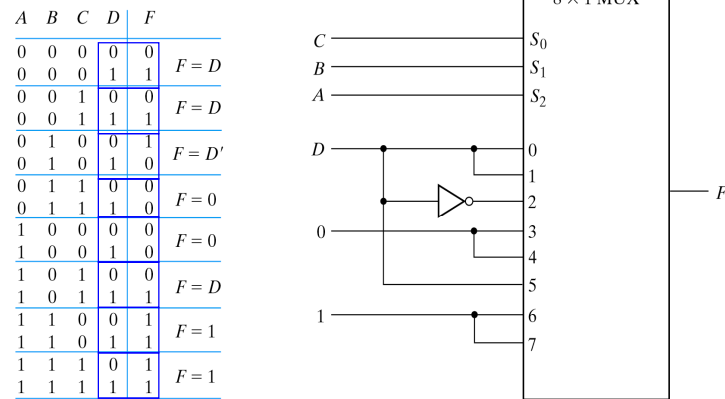 A B C D F
0 0 0 0 0
0 0 0 1 1
F = D
0 0 1 0 0
0 0 1 1 1
F = D
0 1 0 0 1
0 1 0 1 0
F = D′
0 1 1 0 0
0 1 1 1 0
F = 0
1 0 0 0 0
1 0 0 1 0
F = 0
1 0 1 0 0
1 0 1 1 1
F = D
1 1 0 0 1
1 1 0 1 1
F = 1
1 1 1 0 1
1 1 1 1 1
F = 1
8 × 1 MUX
C S0
B S1
A S2
D 0
1
2
0 3
4
5
1 6
7
F